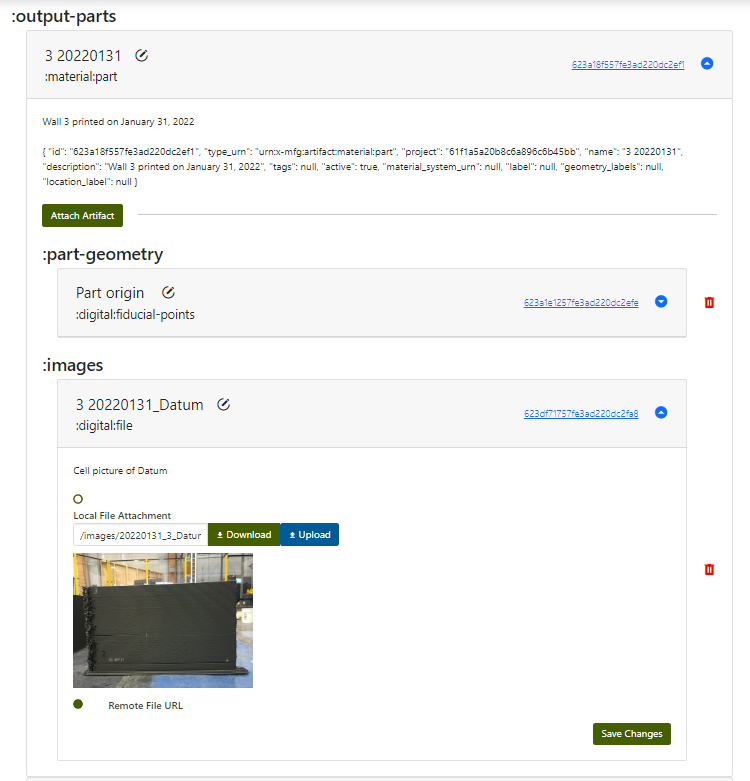 :output-parts
3 20220131
:material:part
623a18f557fe3ad220dc2ef1
Wall 3 printed on January 31, 2022
{ "id": "623a18f557fe3ad220dc2ef1", "type_urn": "urn:x-mfg:artifact:material:part", "project": "61f1a5a20b8c6a896c6b45bb", "name": "3 20220131",
"description": "Wall 3 printed on January 31, 2022", "tags": null, "active": true, "material_system_urn": null, "label": null, "geometry_labels": null,
"location_label": null }
Attach Artifact
:part-geometry
Part origin
:digital:fiducial-points
623a1e1257fe3ad220dc2efe
:images
3 20220131_Datum
:digital:file
623df71757fe3ad220dc2fa8
Cell picture of Datum
Local File Attachment
/images/20220131_3_Datur
Download
Upload
Remote File URL
Save Changes